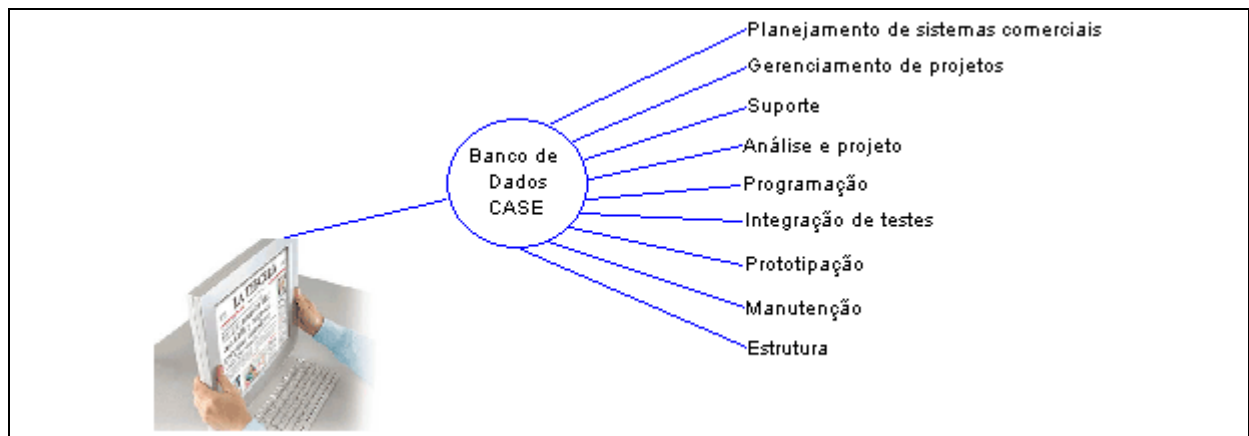 Planejamento de sistemas comerciais
Gerenciamento de projetos
Suporte
Análise e projeto
Programação
Integração de testes
Prototipação
Manutenção
Estrutura
Banco de
Dados
CASE